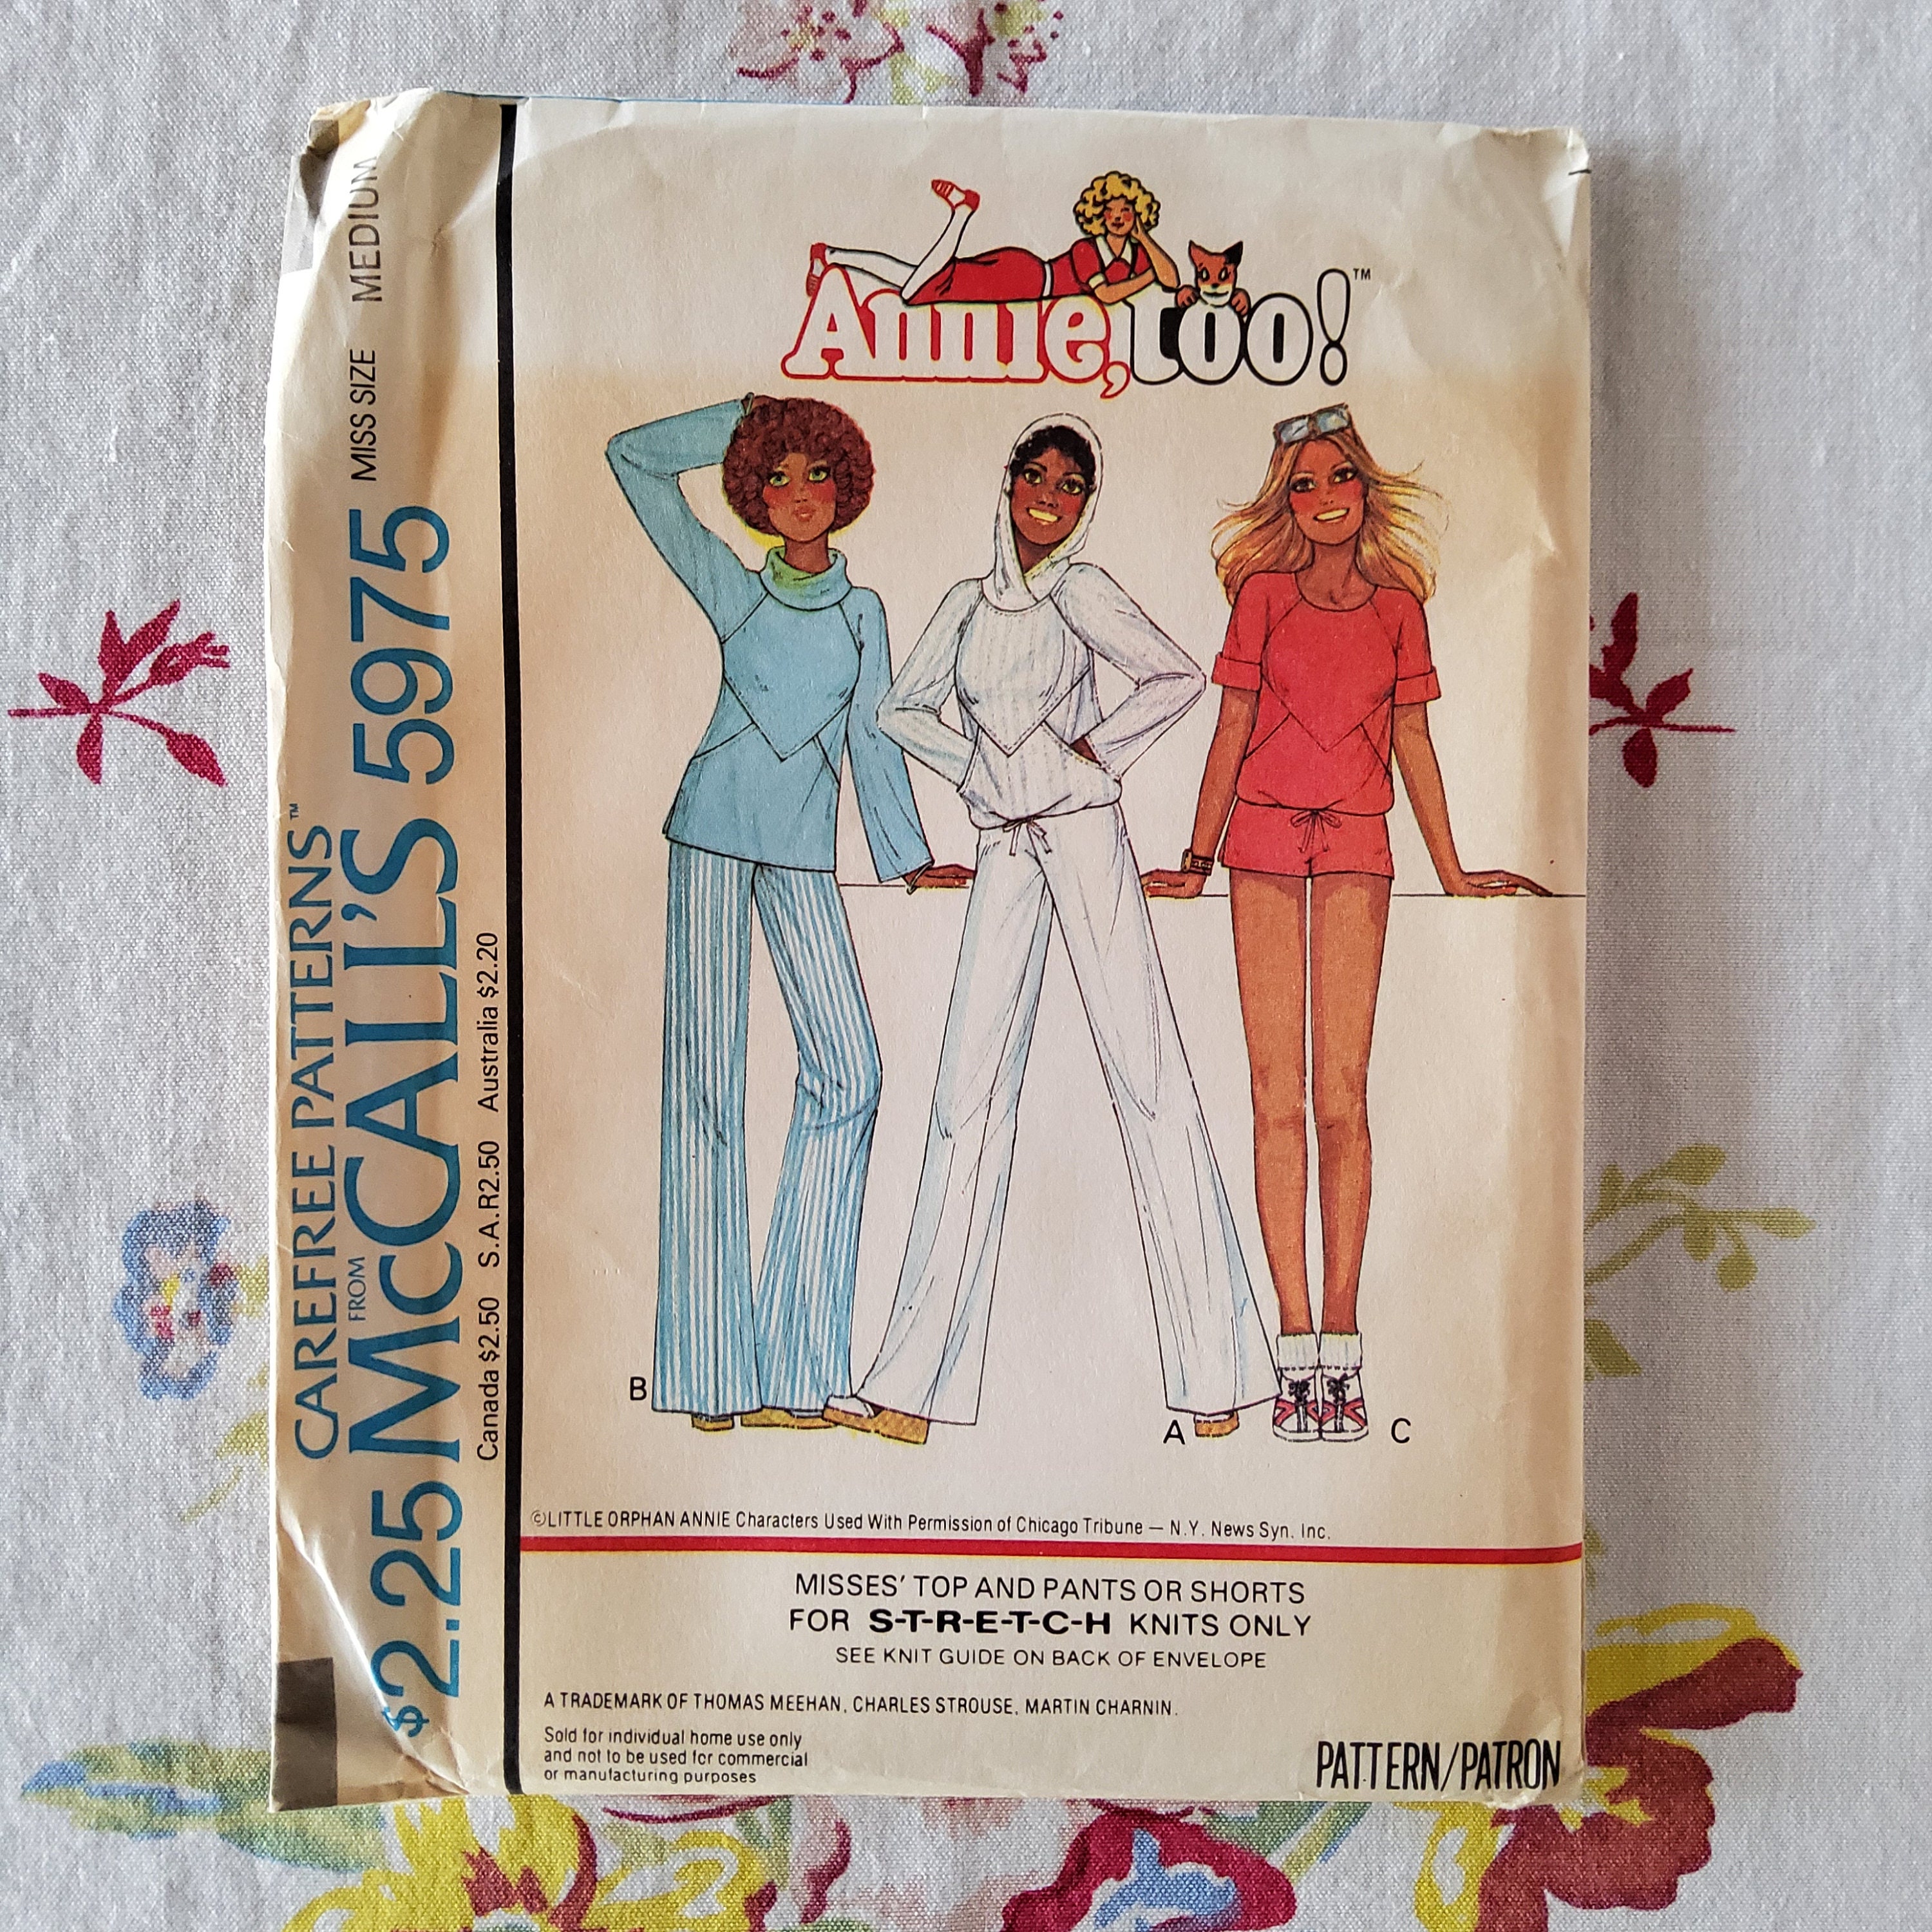 MISS SIZE MEDIUM
CAREFREE PATTERNS™
FROM
$2.25 McCALL'S 5975
Canada $2.50 S.A.R2.50 Australia $2.20
Annie, too!™
B
A
C
©LITTLE ORPHAN ANNIE Characters Used With Permission of Chicago Tribune — N.Y. News Syn. Inc.
MISSES' TOP AND PANTS OR SHORTS
FOR S-T-R-E-T-C-H KNITS ONLY
SEE KNIT GUIDE ON BACK OF ENVELOPE
A TRADEMARK OF THOMAS MEEHAN, CHARLES STROUSE, MARTIN CHARNIN.
Sold for individual home use only
and not to be used for commercial
or manufacturing purposes
PATTERN/PATRON